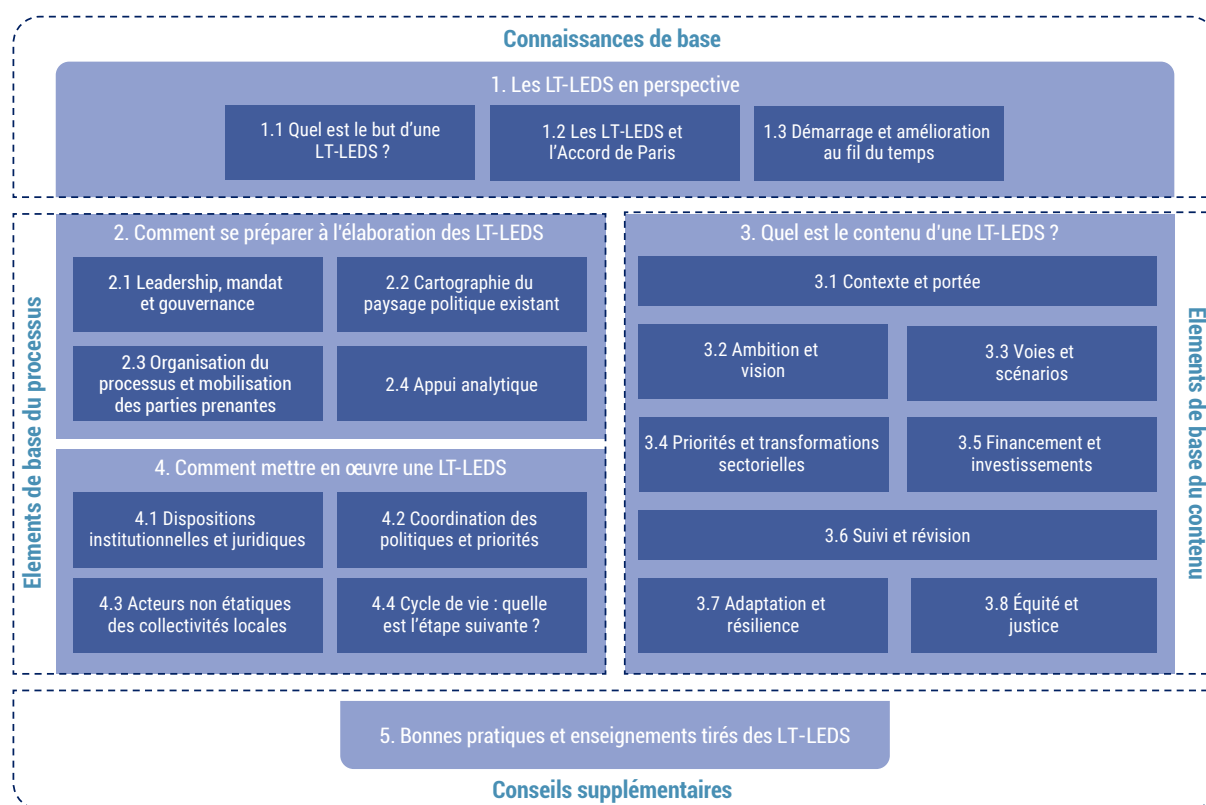 Connaissances de base
1. Les LT-LEDS en perspective
1.1 Quel est le but d’une
LT-LEDS ?
1.2 Les LT-LEDS et
l’Accord de Paris
1.3 Démarrage et amélioration
au fil du temps
Elements de base du processus
2. Comment se préparer à l'élaboration des LT-LEDS
2.1 Leadership, mandat
et gouvernance
2.2 Cartographie du
paysage politique existant
2.3 Organisation du
processus et mobilisation
des parties prenantes
2.4 Appui analytique
4. Comment mettre en œuvre une LT-LEDS
4.1 Dispositions
institutionnelles et juridiques
4.2 Coordination des
politiques et priorités
4.3 Acteurs non étatiques
des collectivités locales
4.4 Cycle de vie : quelle
est l’étape suivante ?
3. Quel est le contenu d'une LT-LEDS ?
3.1 Contexte et portée
3.2 Ambition et
vision
3.3 Voies et
scénarios
3.4 Priorités et transformations
sectorielles
3.5 Financement et
investissements
3.6 Suivi et révision
3.7 Adaptation et
résilience
3.8 Équité et
justice
Elements de base du contenu
5. Bonnes pratiques et enseignements tirés des LT-LEDS
Conseils supplémentaires